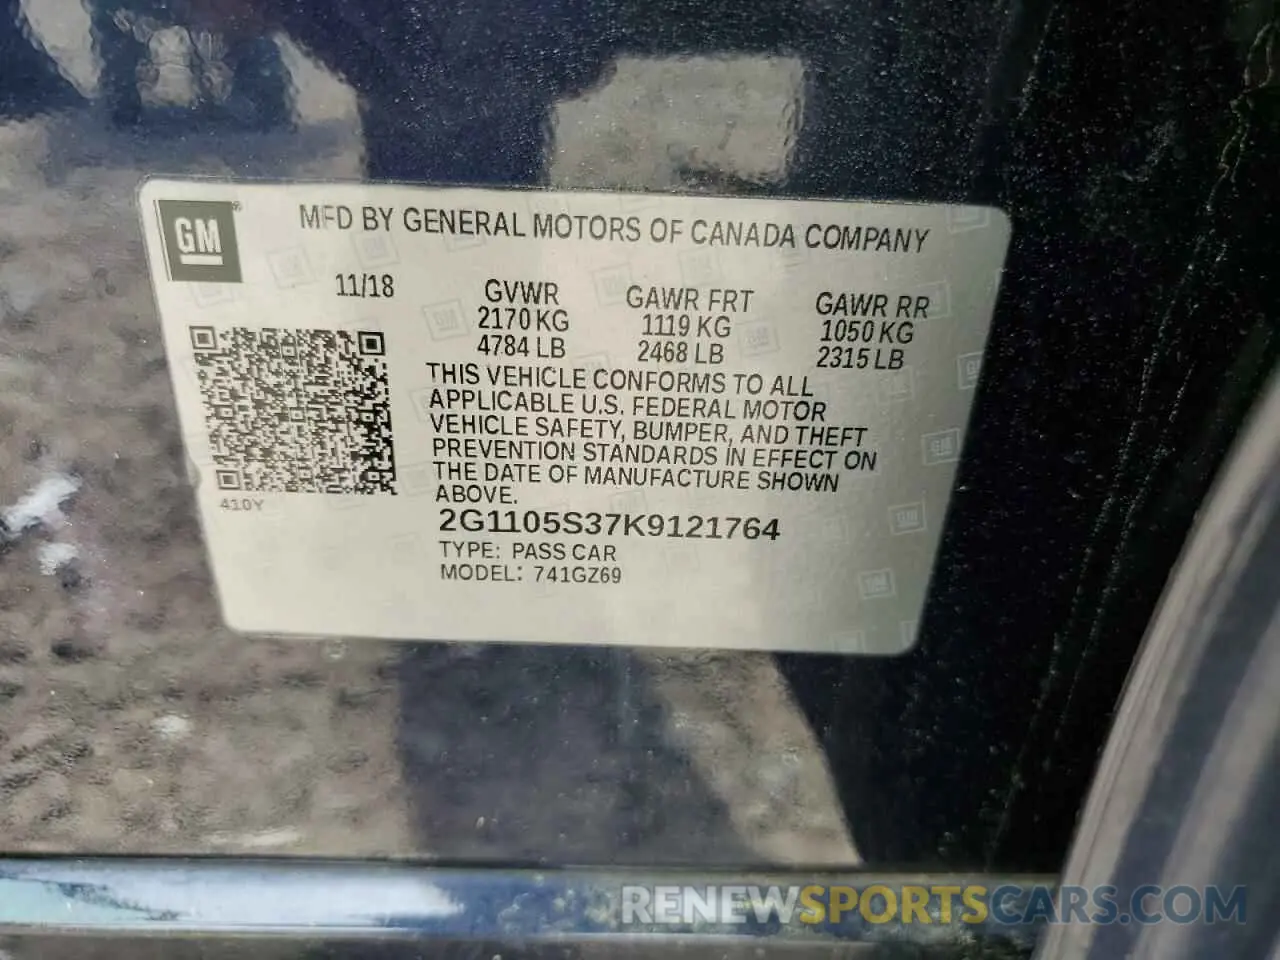 GM ®
MFD BY GENERAL MOTORS OF CANADA COMPANY
11/18 GVWR GAWR FRT GAWR RR
2170 KG 1119 KG 1050 KG
4784 LB 2468 LB 2315 LB
THIS VEHICLE CONFORMS TO ALL
APPLICABLE U.S. FEDERAL MOTOR
VEHICLE SAFETY, BUMPER, AND THEFT
PREVENTION STANDARDS IN EFFECT ON
THE DATE OF MANUFACTURE SHOWN
ABOVE.
410Y
2G1105S37K9121764
TYPE: PASS CAR
MODEL: 741GZ69
RENEWSPORTSCARS.COM